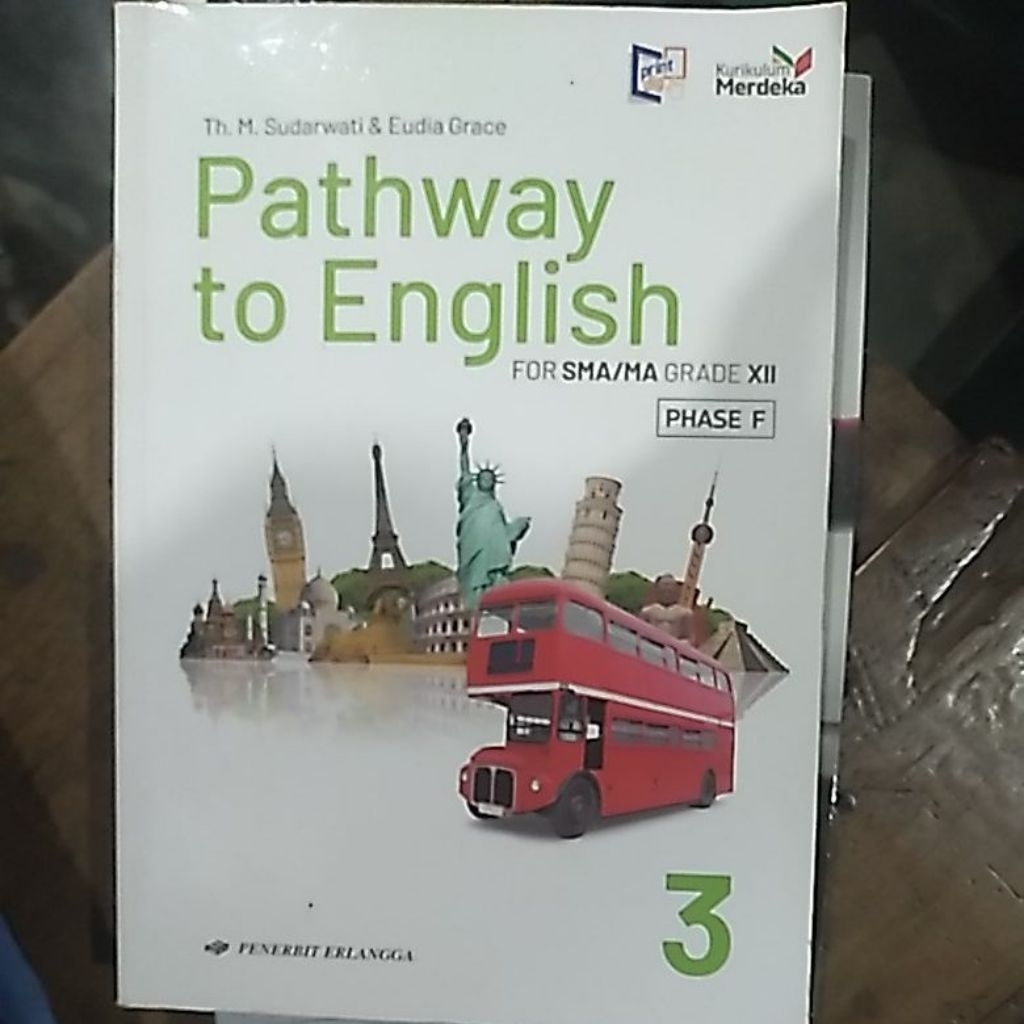 print
Kurikulum
Merdeka
Th. M. Sudarwati & Eudia Grace
Pathway
to English
FOR SMA/MA GRADE XII
PHASE F
3
PENERBIT ERLANGGA